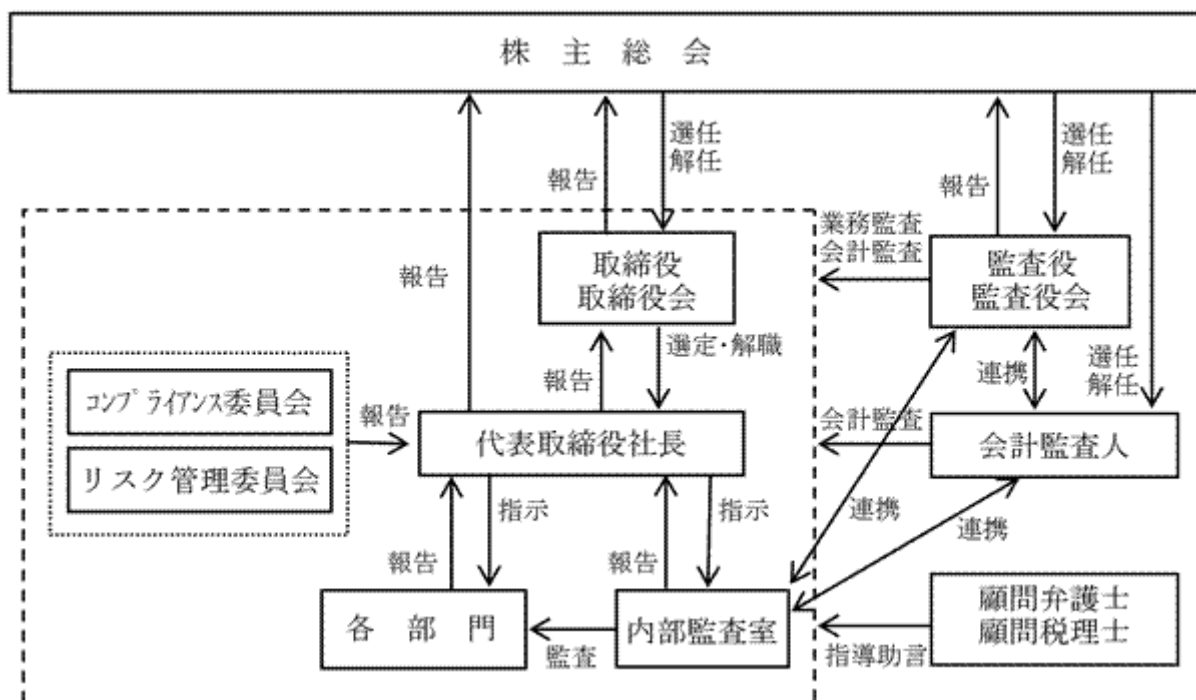 株 主 総 会
選任
解任
選任
解任
報告
報告
業務監査
会計監査
取締役
取締役会
監査役
監査役会
報告
選定・解職
選任
解任
報告
連携
コンプライアンス委員会
報告
代表取締役社長
会計監査
会計監査人
リスク管理委員会
指示
指示
連携
連携
報告
報告
各 部 門
内部監査室
顧問弁護士
顧問税理士
監査
指導助言